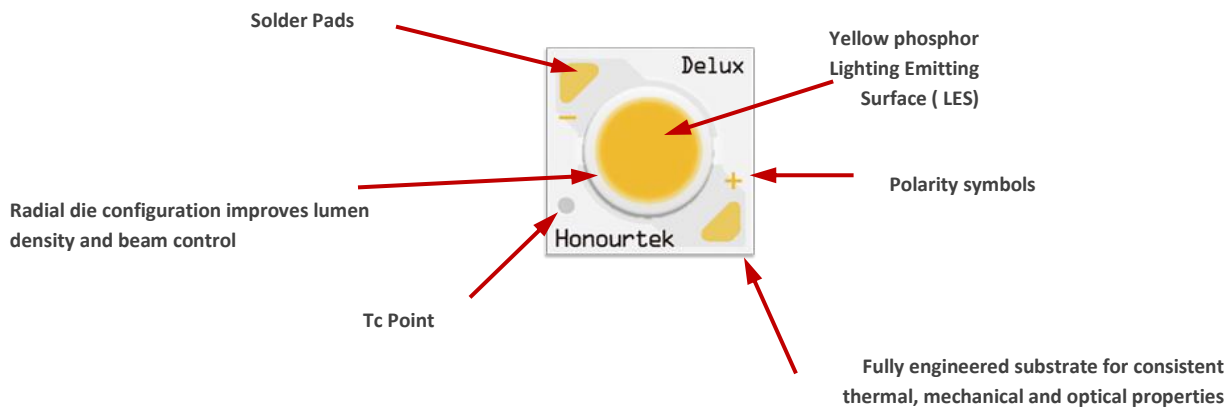 Solder Pads
Yellow phosphor
Lighting Emitting
Surface ( LES)
Delux
−
+
Polarity symbols
Radial die configuration improves lumen
density and beam control
Honourtek
Tc Point
Fully engineered substrate for consistent
thermal, mechanical and optical properties